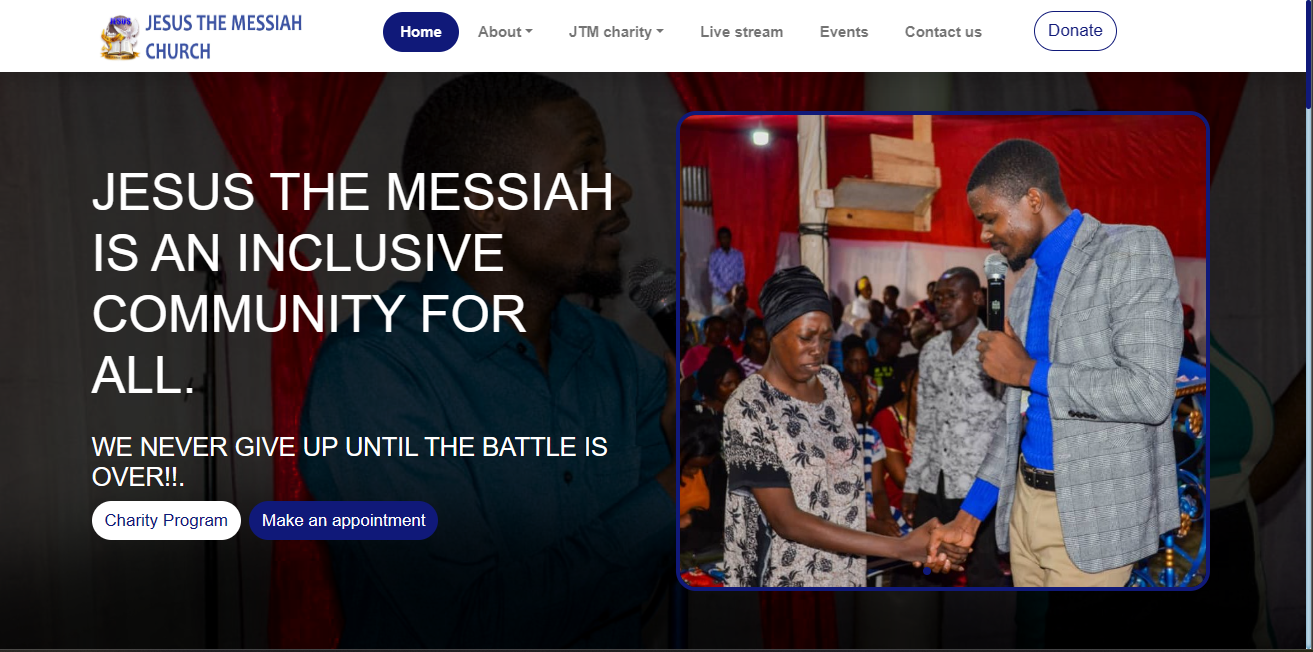 JESUS THE MESSIAH
CHURCH
Home
About
JTM charity
Live stream
Events
Contact us
Donate
JESUS THE MESSIAH
IS AN INCLUSIVE
COMMUNITY FOR
ALL.
WE NEVER GIVE UP UNTIL THE BATTLE IS
OVER!!.
Charity Program
Make an appointment